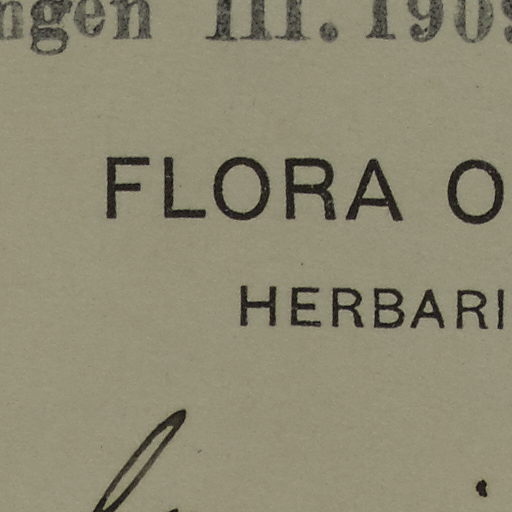 ngen III. 1909
FLORA O
HERBARI